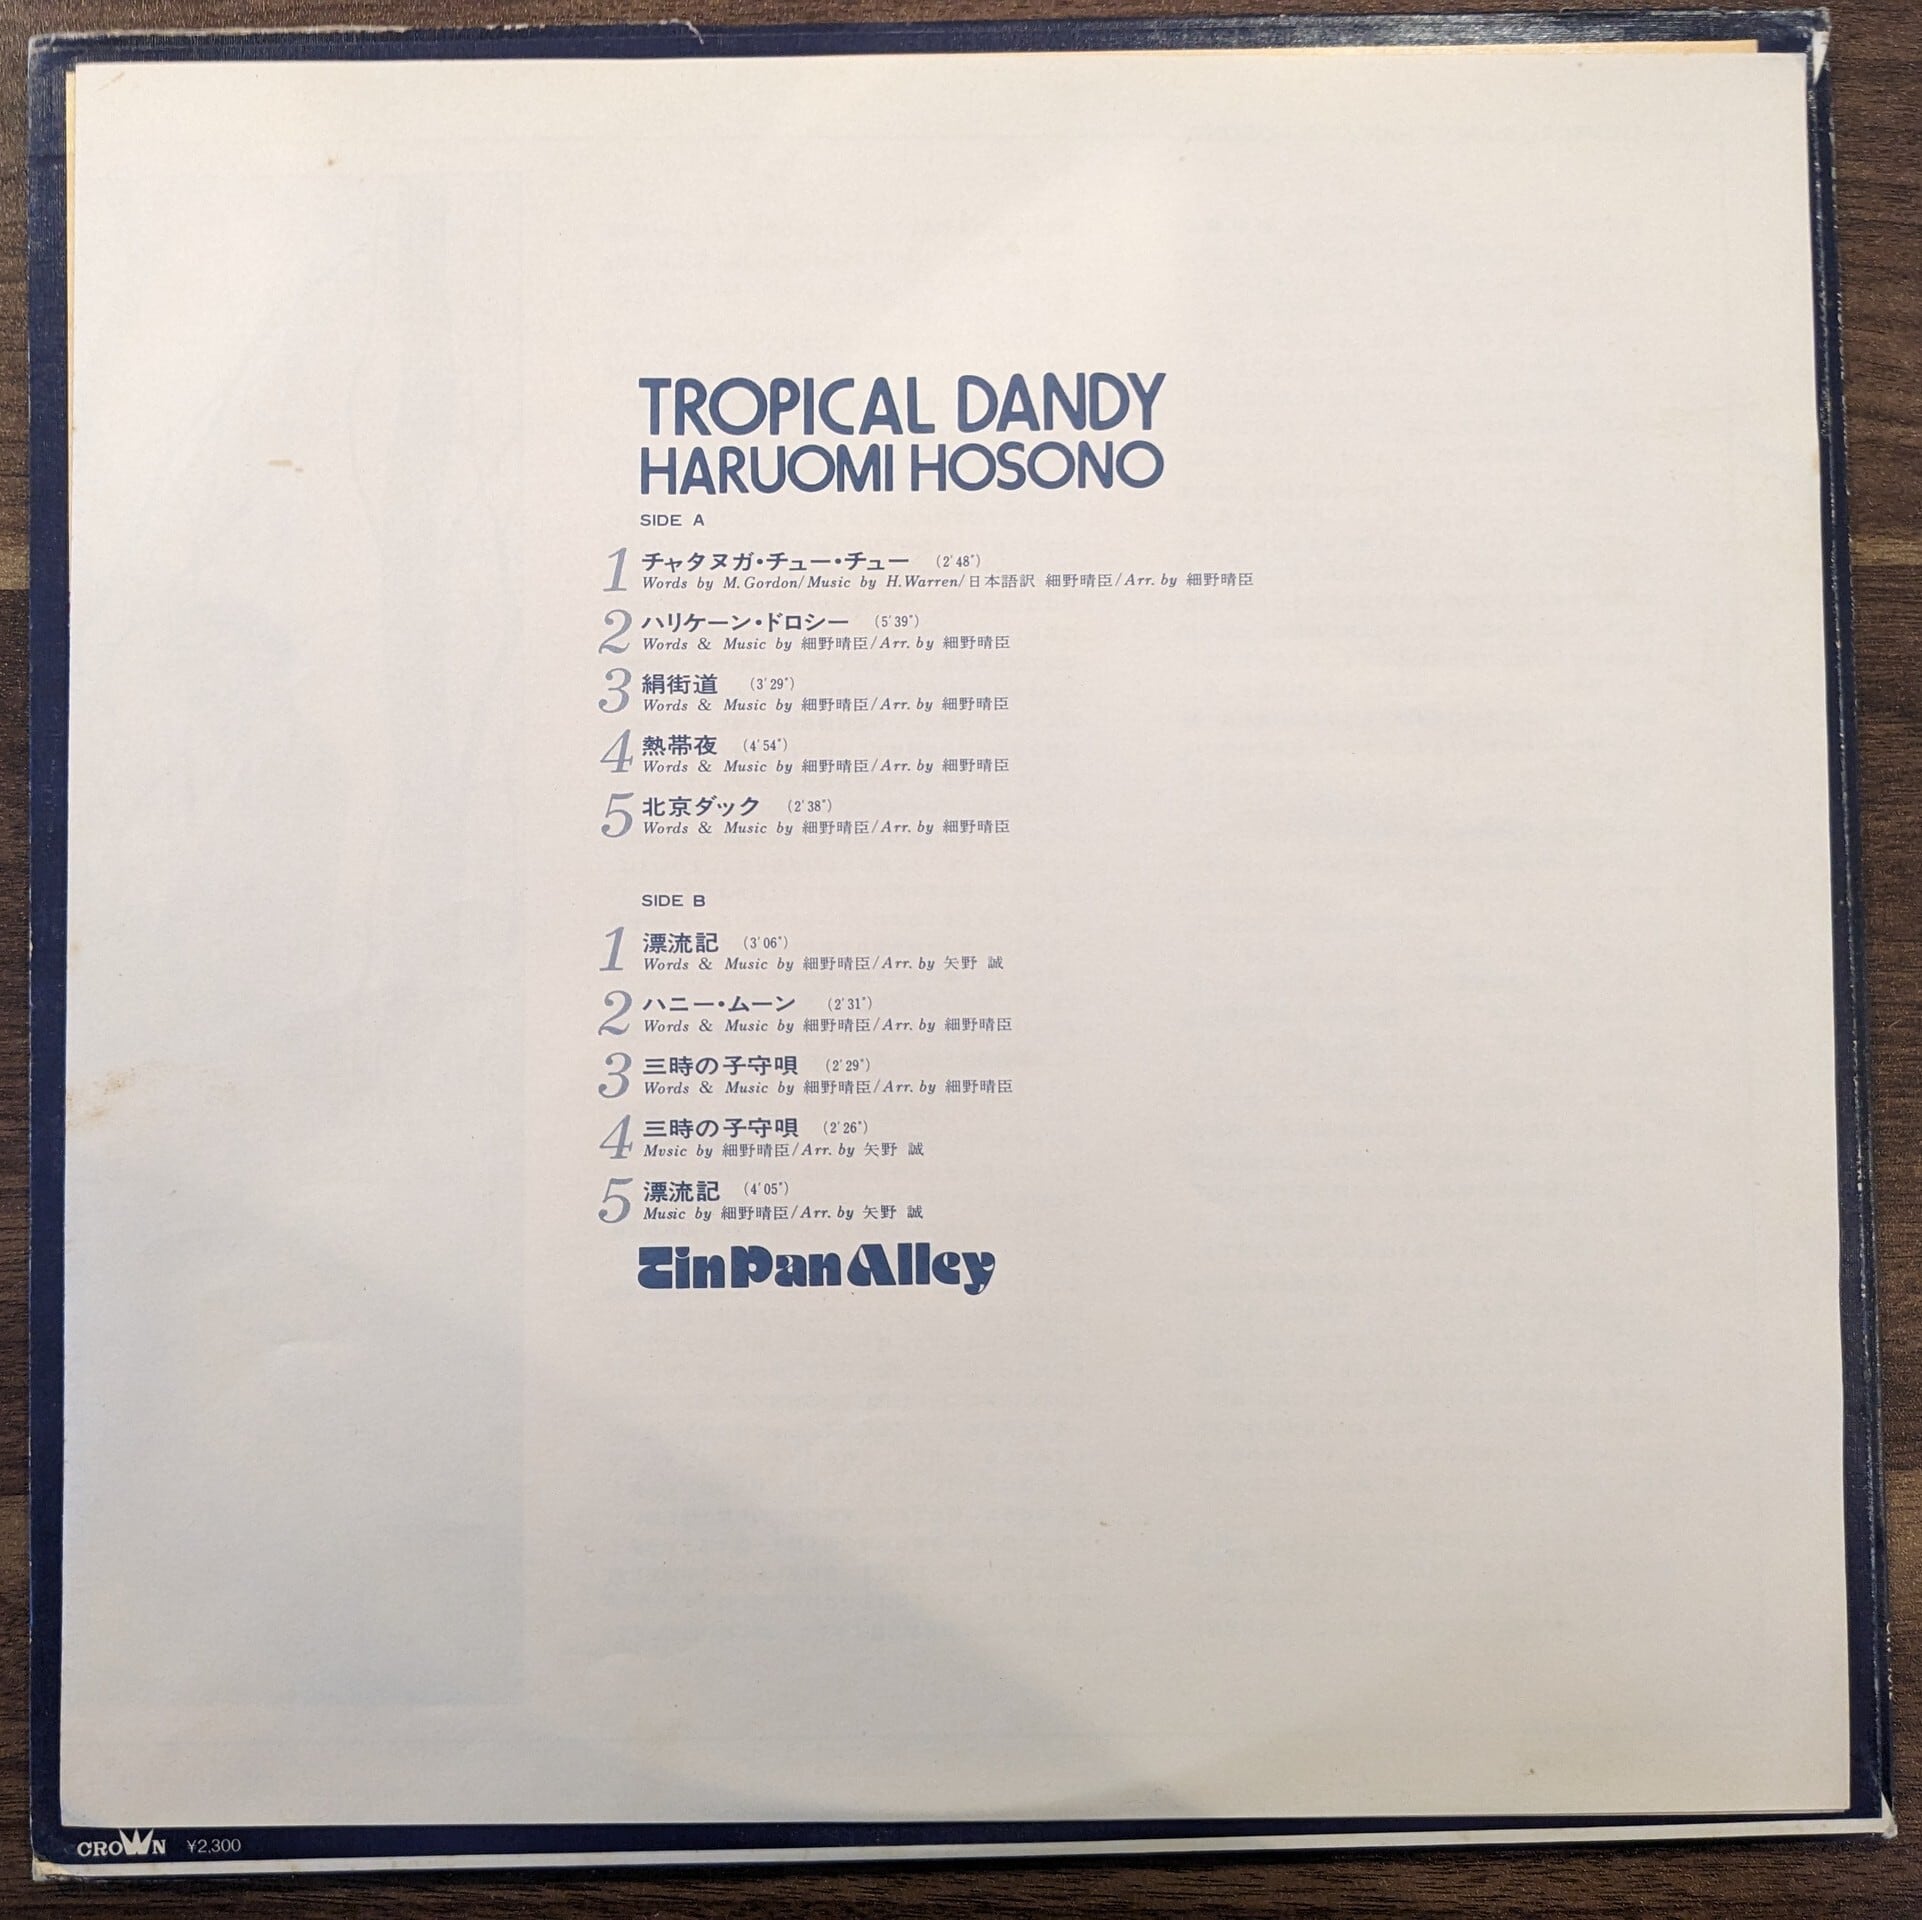 TROPICAL DANDY
HARUOMI HOSONO
SIDE A
1 チャタヌガ・チュー・チュー (2'48")
Words by M.Gordon/Music by H.Warren/日本語訳 細野晴臣/Arr. by 細野晴臣
2 ハリケーン・ドロシー (5'39")
Words & Music by 細野晴臣/Arr. by 細野晴臣
3 絹街道 (3'29")
Words & Music by 細野晴臣/Arr. by 細野晴臣
4 熱帯夜 (4'54")
Words & Music by 細野晴臣/Arr. by 細野晴臣
5 北京ダック (2'38")
Words & Music by 細野晴臣/Arr. by 細野晴臣
SIDE B
1 漂流記 (3'06")
Words & Music by 細野晴臣/Arr. by 矢野 誠
2 ハニー・ムーン (2'31")
Words & Music by 細野晴臣/Arr. by 細野晴臣
3 三時の子守唄 (2'29")
Words & Music by 細野晴臣/Arr. by 細野晴臣
4 三時の子守唄 (2'26")
Mvsic by 細野晴臣/Arr. by 矢野 誠
5 漂流記 (4'05")
Music by 細野晴臣/Arr. by 矢野 誠
Tin Pan Alley
CROWN ¥2,300